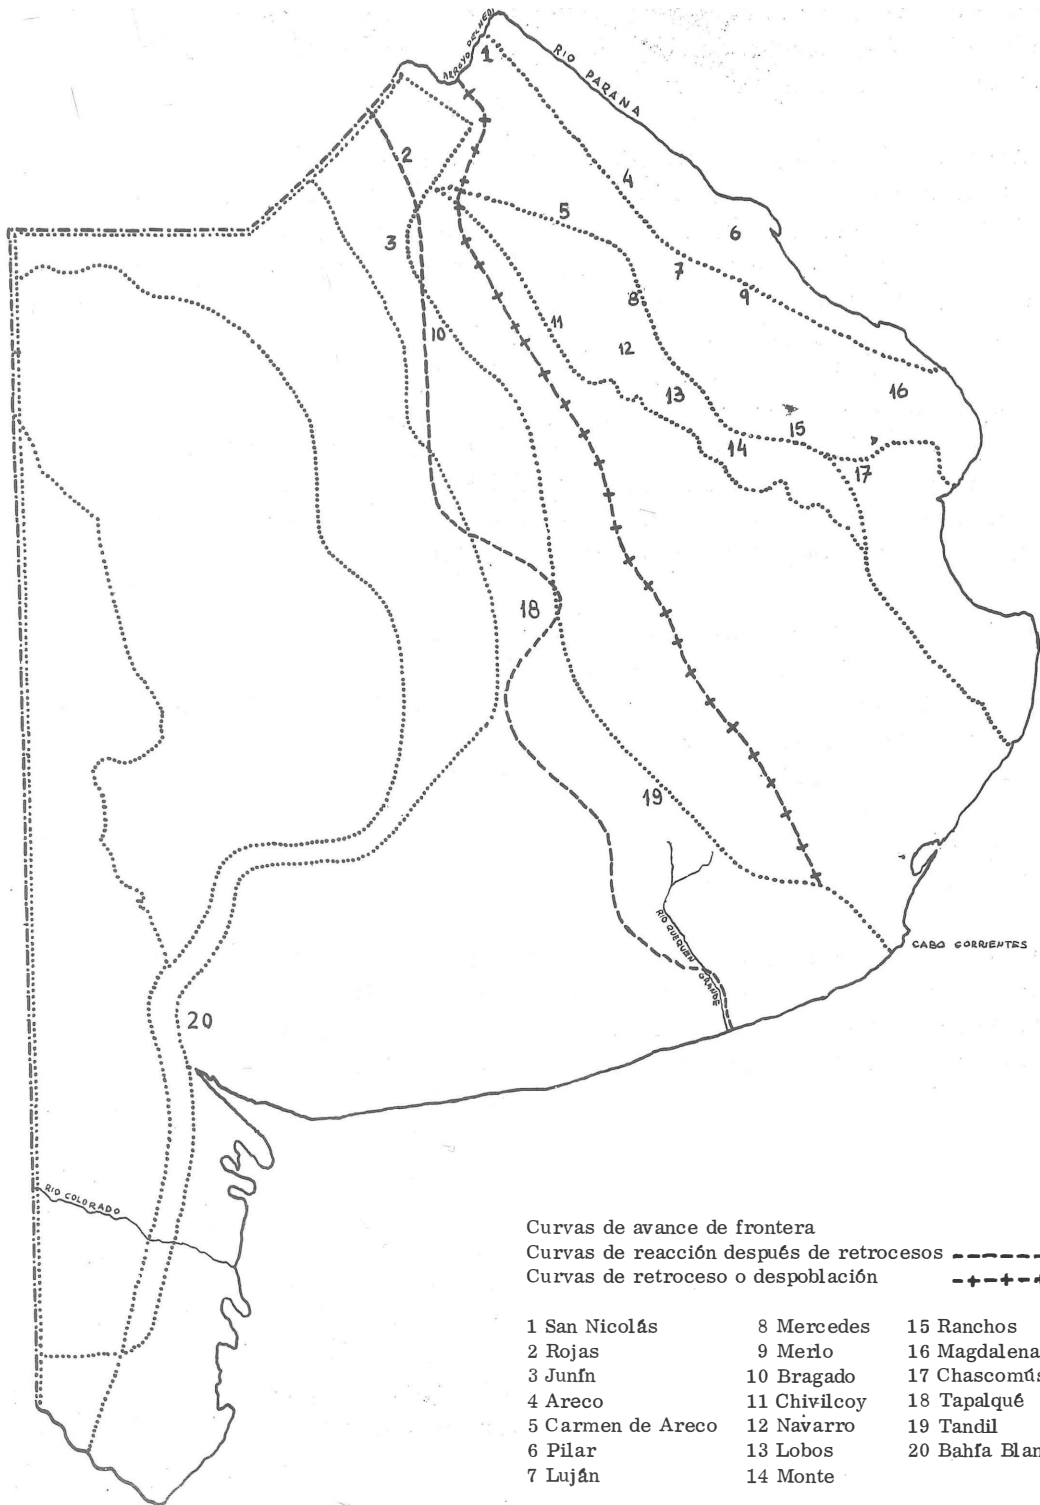 ARROYO DEL MEDI
RIO PARANA
1
2
3
4
5
6
7
8
9
10
11
12
13
14
15
16
17
18
19
20
RIO QUEQUEN GRANDE
CABO CORRIENTES
RIO COLORADO
Curvas de avance de frontera
Curvas de reacción después de retrocesos
Curvas de retroceso o despoblación
1 San Nicolás 8 Mercedes 15 Ranchos
2 Rojas 9 Merlo 16 Magdalena
3 Junín 10 Bragado 17 Chascomús
4 Areco 11 Chivilcoy 18 Tapalqué
5 Carmen de Areco 12 Navarro 19 Tandil
6 Pilar 13 Lobos 20 Bahía Blan
7 Luján 14 Monte